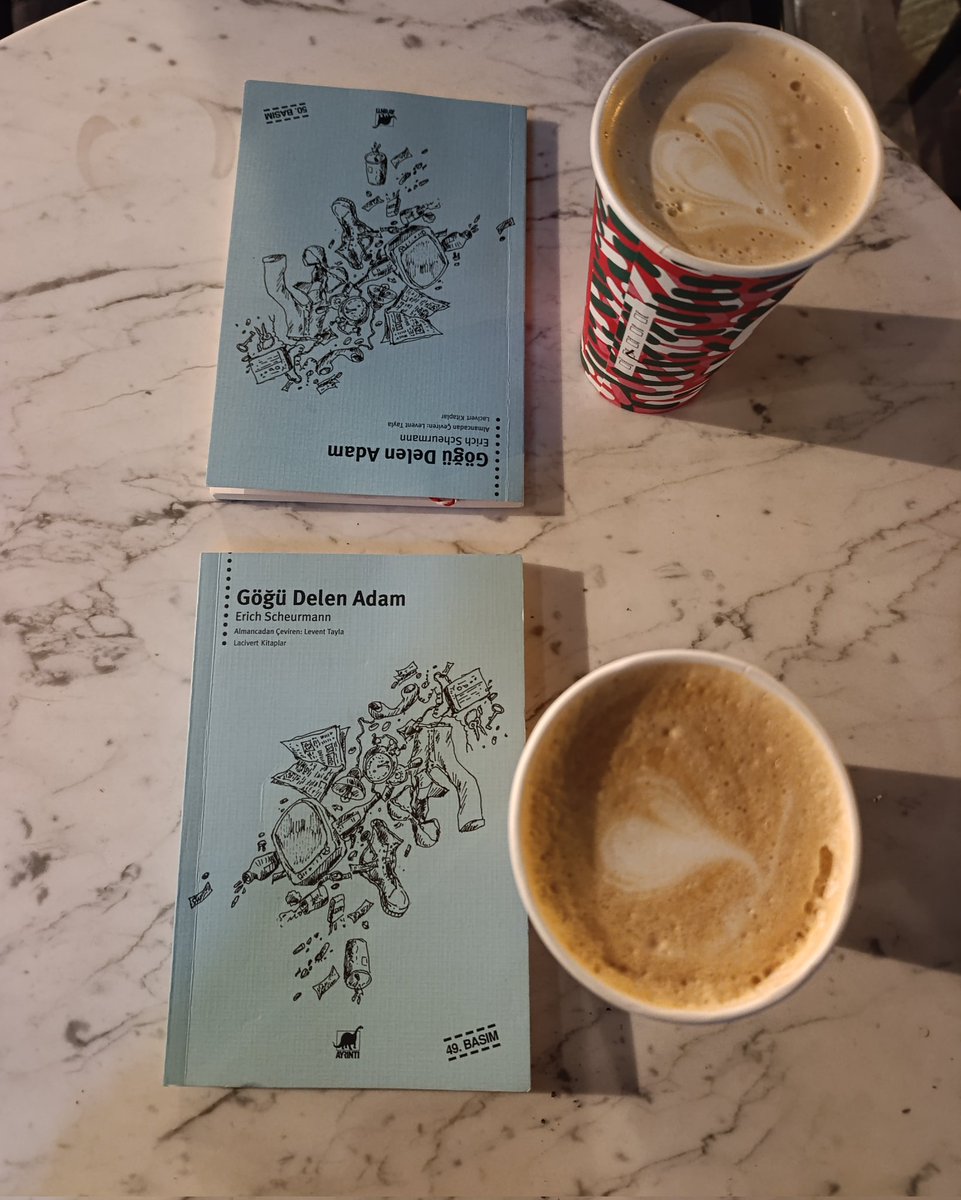 50. BASIM
AYRINTI
Lacivert Kitaplar
Almancadan Çeviren: Levent Tayla
Erich Scheurmann
Göğü Delen Adam
Göğü Delen Adam
Erich Scheurmann
Almancadan Çeviren: Levent Tayla
Lacivert Kitaplar
AYRINTI
49. BASIM